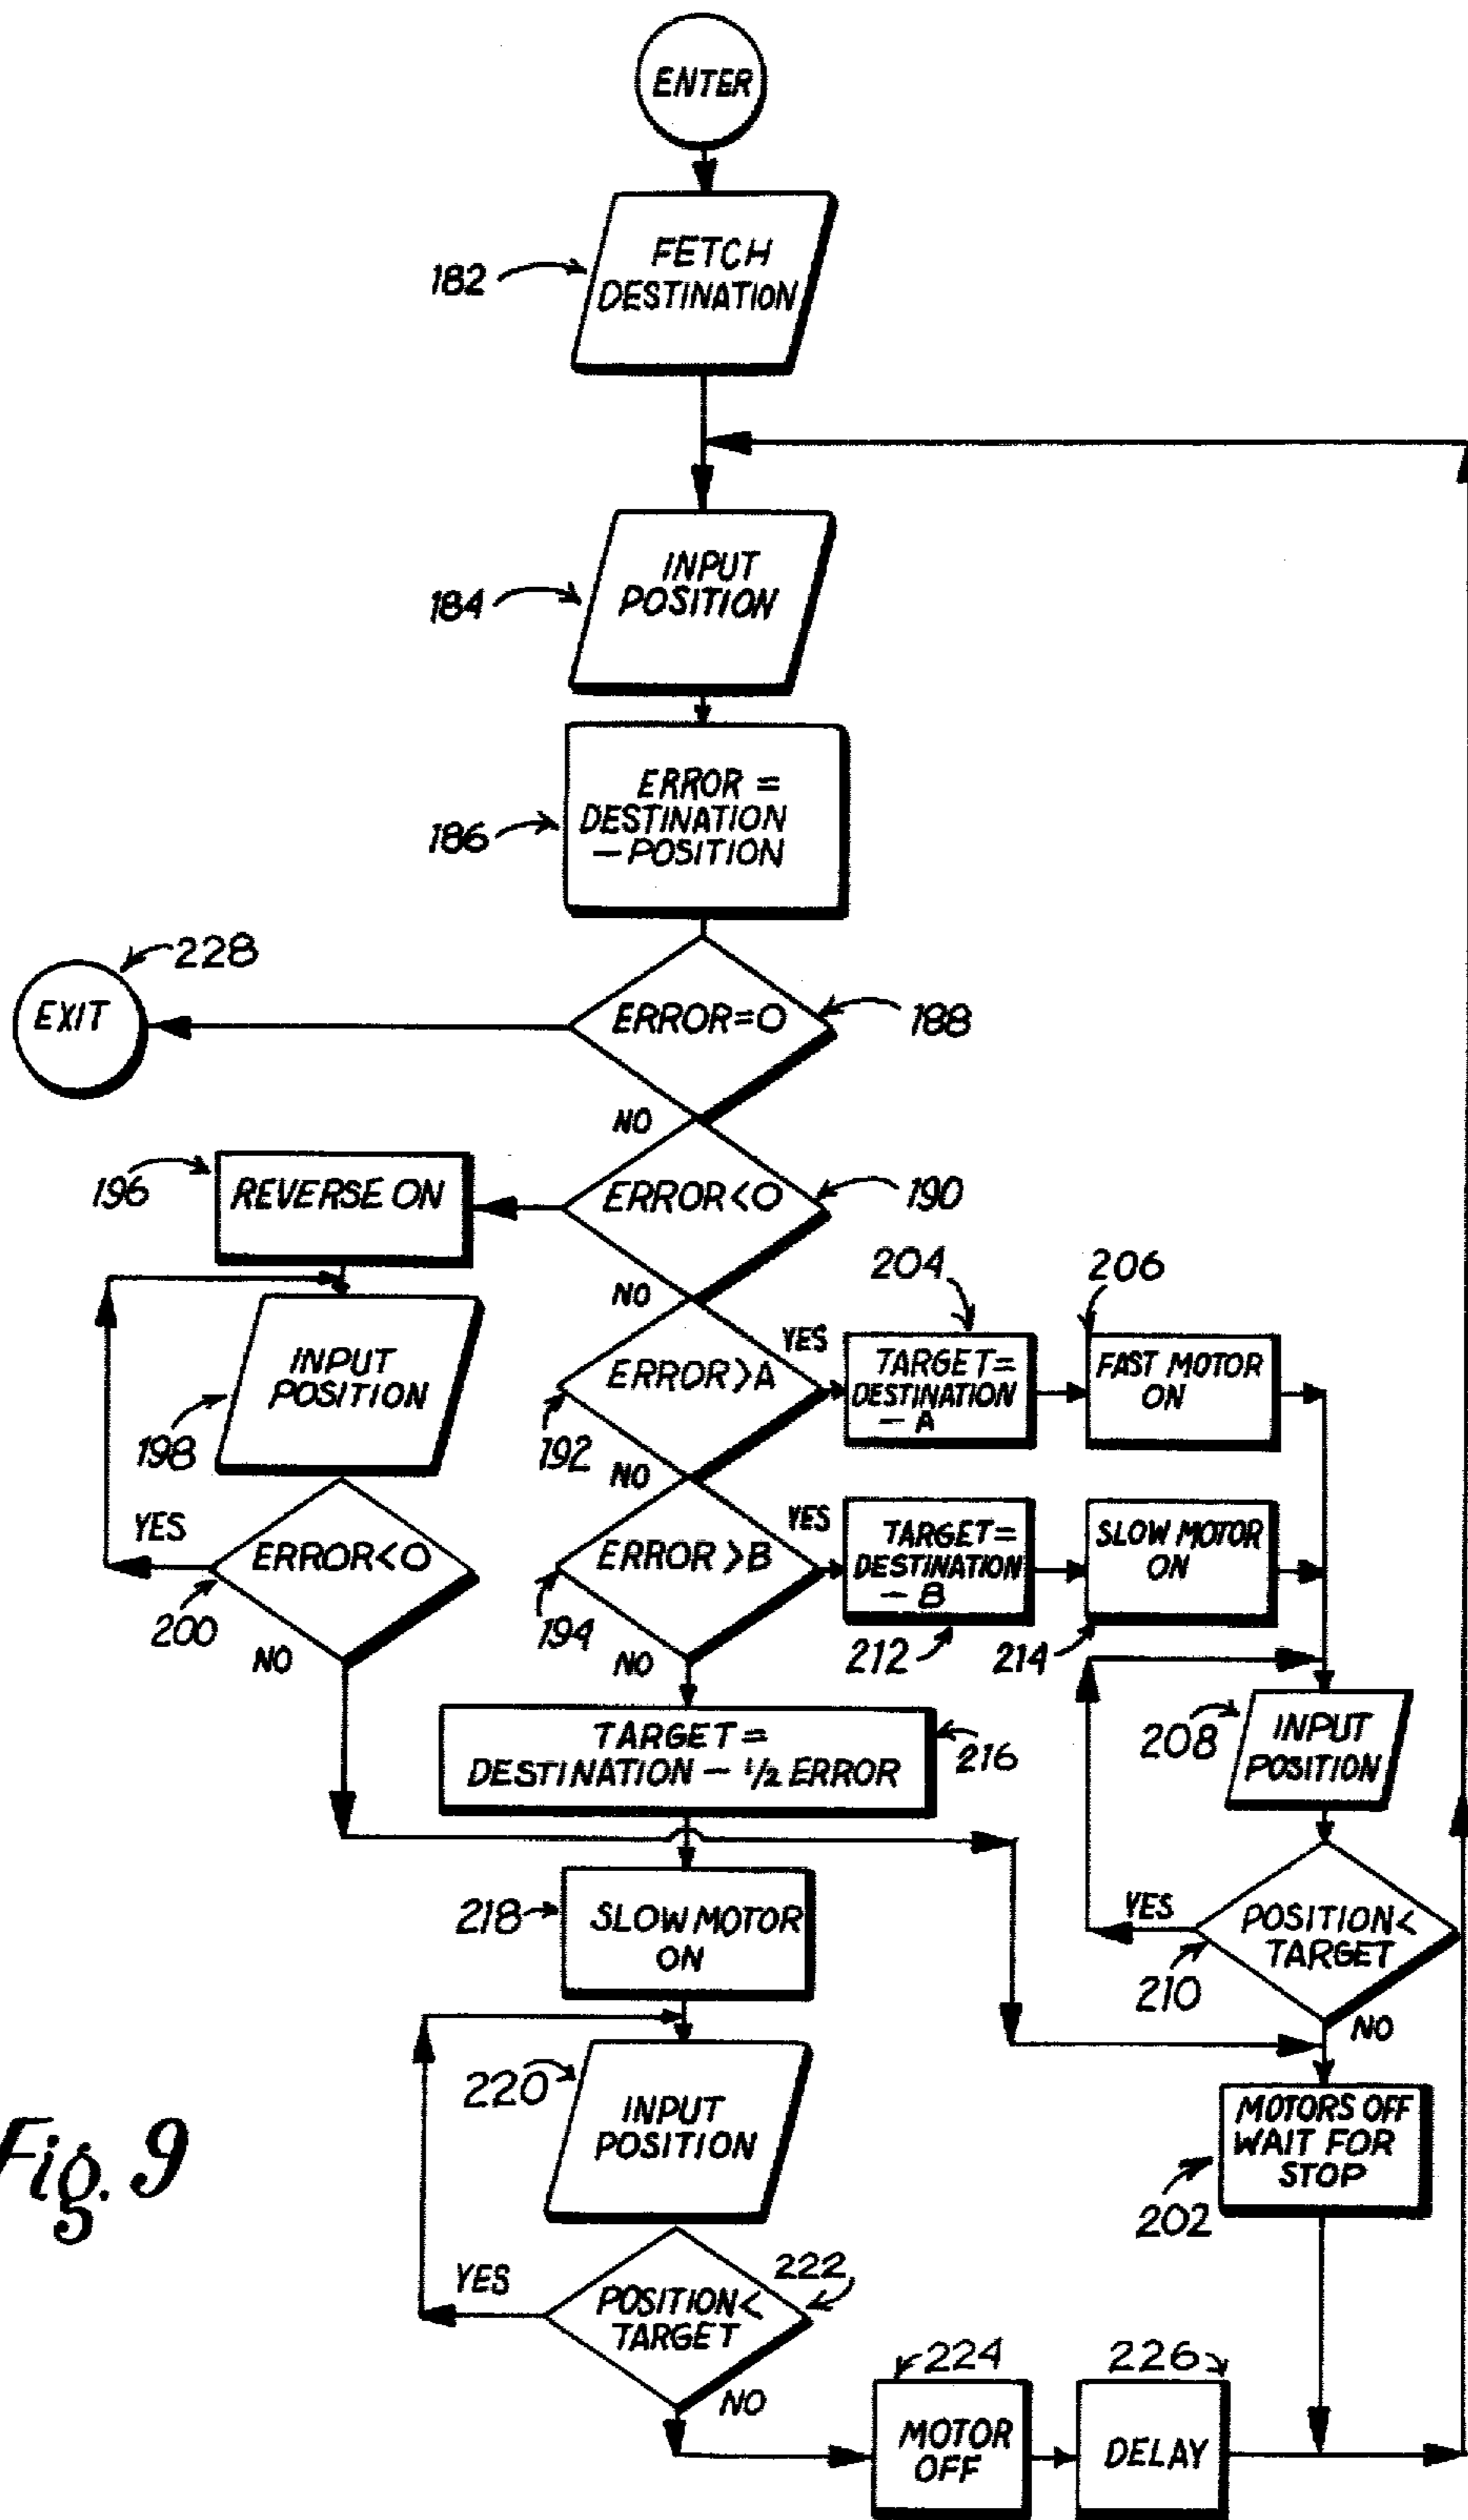 ENTER
FETCH
DESTINATION
182
INPUT
POSITION
184
ERROR =
DESTINATION
— POSITION
186
228
EXIT
ERROR=0
188
NO
196
REVERSE ON
ERROR<0
190
NO
204
206
INPUT
POSITION
198
ERROR>A
192
YES
TARGET=
DESTINATION
— A
FAST MOTOR
ON
NO
YES
ERROR<0
200
NO
ERROR>B
194
YES
TARGET=
DESTINATION
— B
212
SLOW MOTOR
ON
214
NO
TARGET=
DESTINATION — ½ ERROR
216
208
INPUT
POSITION
218
SLOW MOTOR
ON
YES
POSITION<
TARGET
210
NO
220
INPUT
POSITION
MOTORS OFF
WAIT FOR
STOP
202
Fig. 9
YES
POSITION<
TARGET
222
NO
224
226
MOTOR
OFF
DELAY